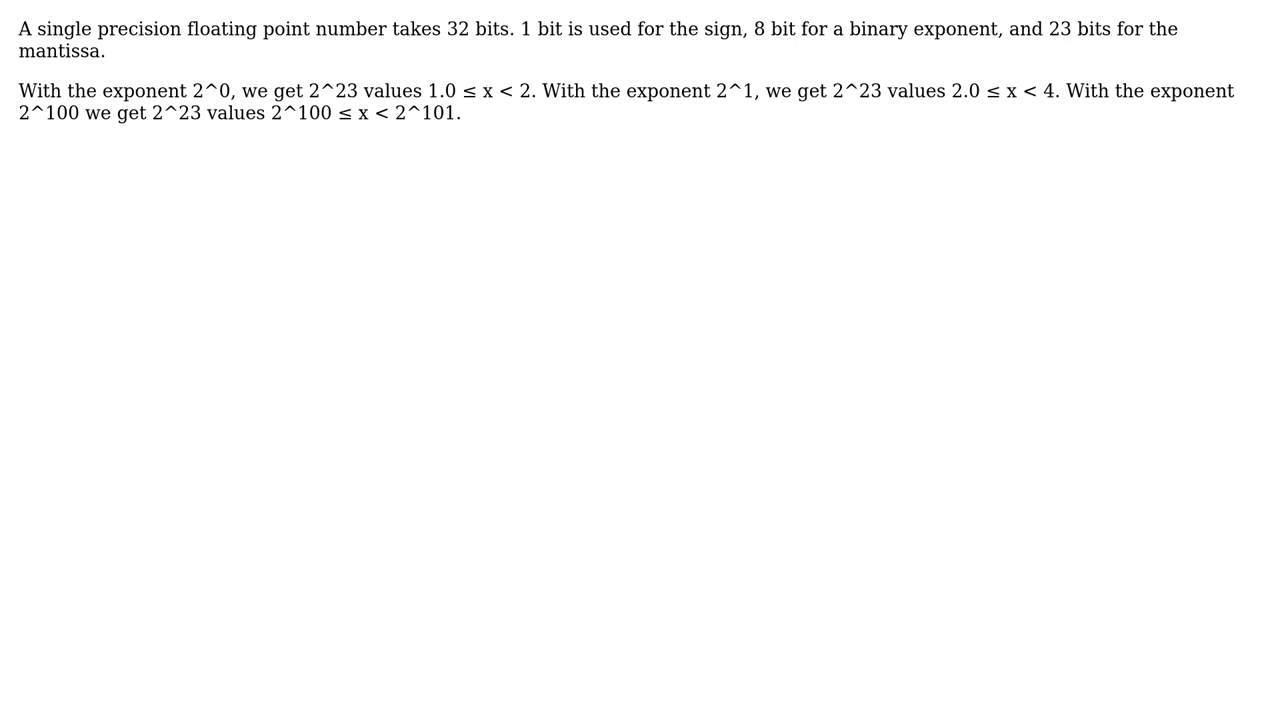 A single precision floating point number takes 32 bits. 1 bit is used for the sign, 8 bit for a binary exponent, and 23 bits for the
mantissa.
With the exponent 2^0, we get 2^23 values 1.0 ≤ x < 2. With the exponent 2^1, we get 2^23 values 2.0 ≤ x < 4. With the exponent
2^100 we get 2^23 values 2^100 ≤ x < 2^101.